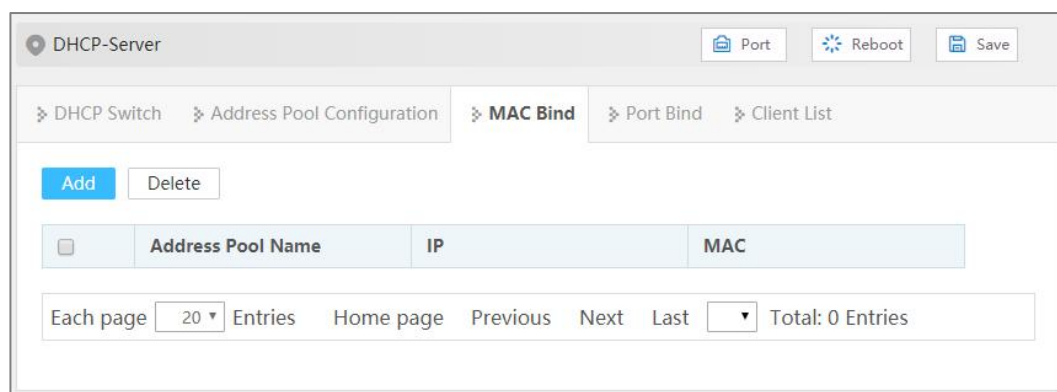 DHCP-Server Port Reboot Save
DHCP Switch Address Pool Configuration MAC Bind Port Bind Client List
Add Delete
Address Pool Name IP MAC
Each page 20 Entries Home page Previous Next Last Total: 0 Entries